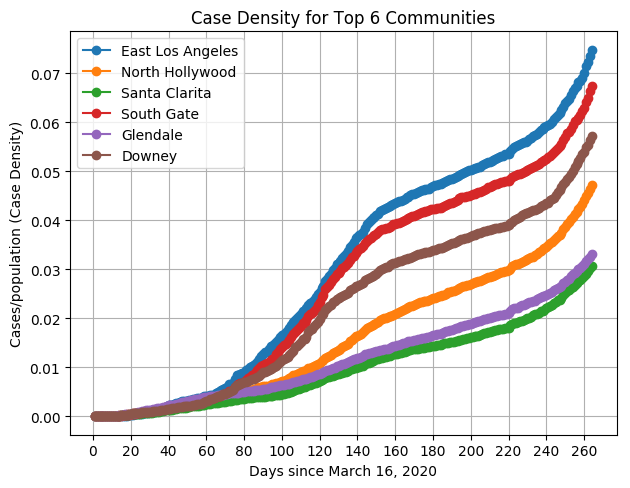 Case Density for Top 6 Communities
East Los Angeles
North Hollywood
Santa Clarita
South Gate
Glendale
Downey
Cases/population (Case Density)
0.07
0.06
0.05
0.04
0.03
0.02
0.01
0.00
0 20 40 60 80 100 120 140 160 180 200 220 240 260
Days since March 16, 2020